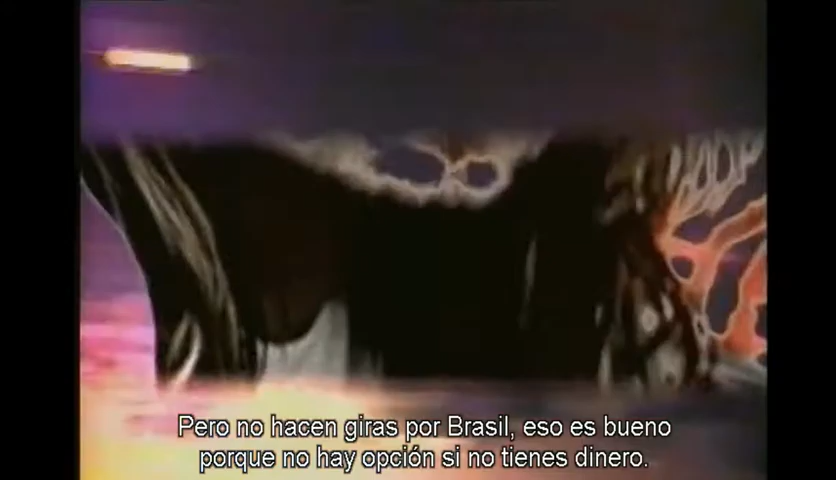 Pero no hacen giras por Brasil, eso es bueno
porque no hay opción si no tienes dinero.